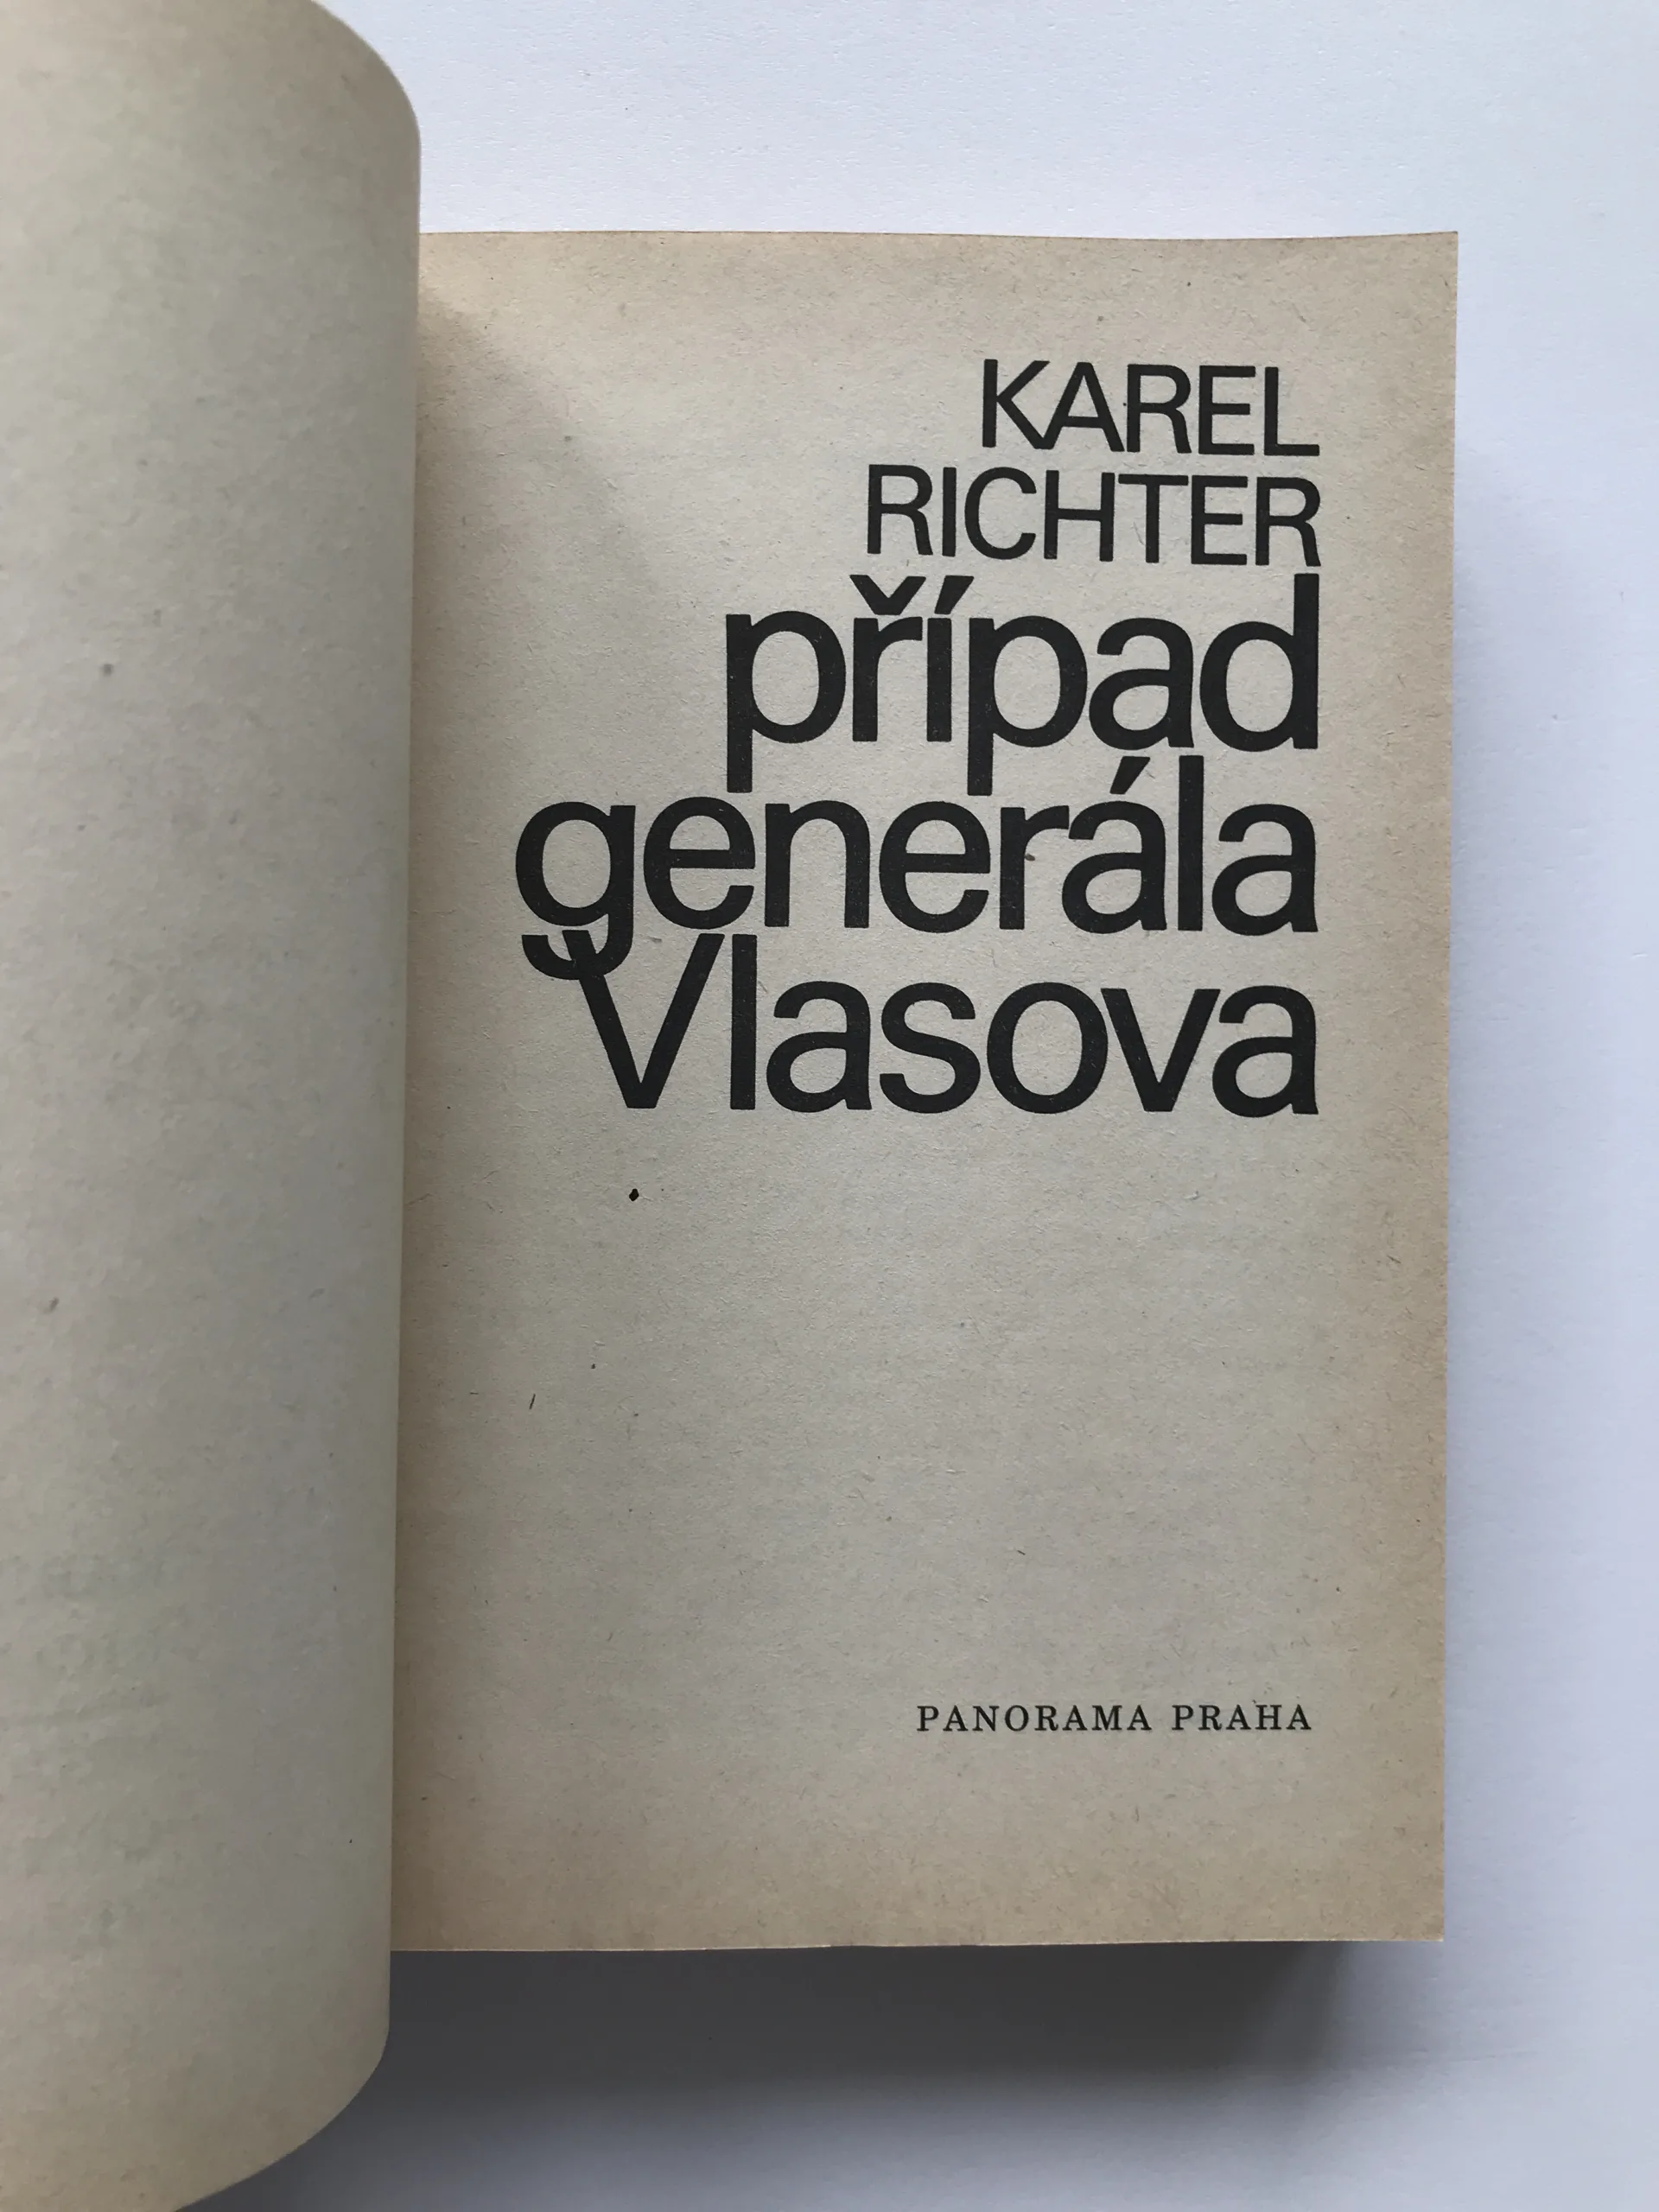 KAREL
RICHTER
případ
generála
Vlasova
PANORAMA PRAHA